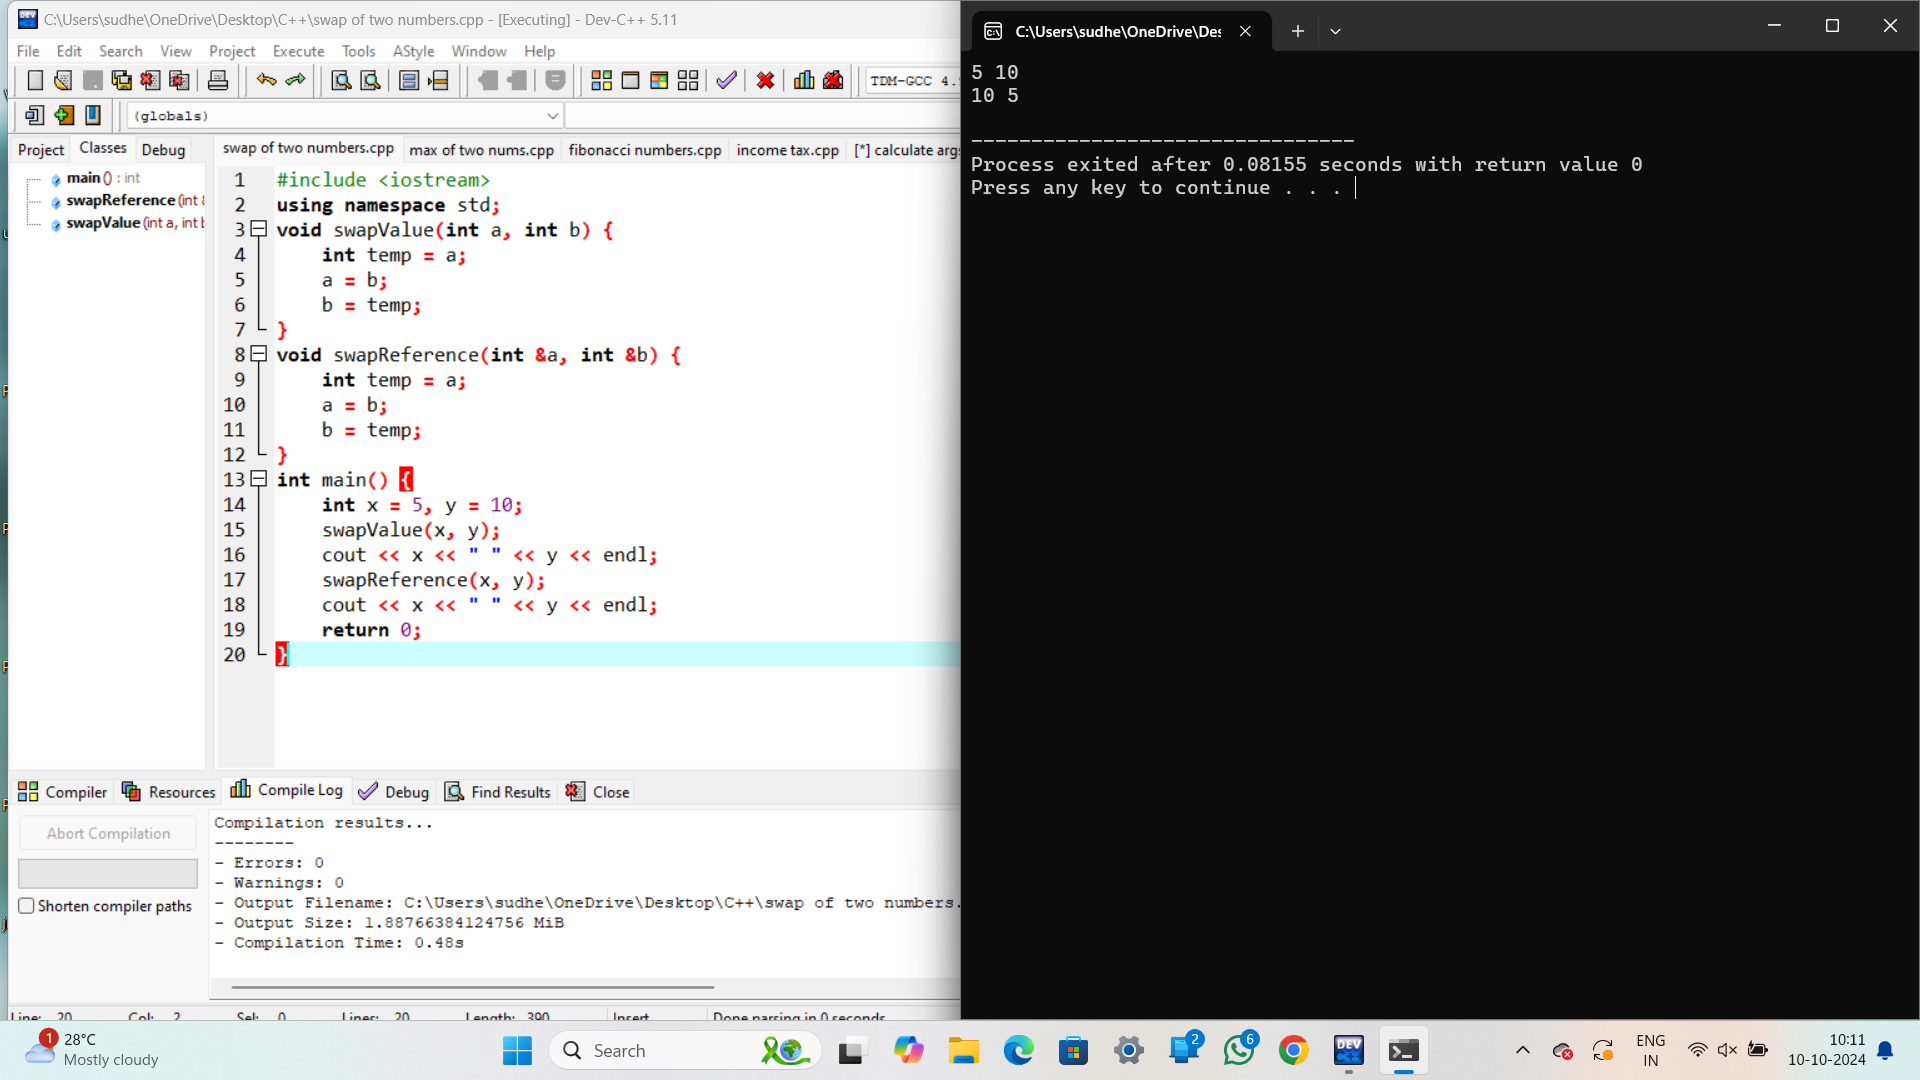 C:\Users\sudhe\OneDrive\Desktop\C++\swap of two numbers.cpp - [Executing] - Dev-C++ 5.11
File Edit Search View Project Execute Tools AStyle Window Help
TDM-GCC 4.
(globals)
Project Classes Debug
main () : int
swapReference (int
swapValue (int a, int
swap of two numbers.cpp max of two nums.cpp fibonacci numbers.cpp income tax.cpp [*] calculate
1 #include <iostream>
2 using namespace std;
3 void swapValue(int a, int b) {
4 int temp = a;
5 a = b;
6 b = temp;
7 }
8 void swapReference(int &a, int &b) {
9 int temp = a;
10 a = b;
11 b = temp;
12 }
13 int main() {
14 int x = 5, y = 10;
15 swapValue(x, y);
16 cout << x << " " << y << endl;
17 swapReference(x, y);
18 cout << x << " " << y << endl;
19 return 0;
20 }
Compiler Resources Compile Log Debug Find Results Close
Abort Compilation
Shorten compiler paths
Compilation results...
--------
- Errors: 0
- Warnings: 0
- Output Filename: C:\Users\sudhe\OneDrive\Desktop\C++\swap of two numbers.
- Output Size: 1.88766384124756 MiB
- Compilation Time: 0.48s
Line: 20 Col: 2 Sel: 0 Lines: 20 Length: 390 Insert Done parsing in 0 seconds
C:\Users\sudhe\OneDrive\Des
5 10
10 5
--------------------------------
Process exited after 0.08155 seconds with return value 0
Press any key to continue . . .
1
28°C
Mostly cloudy
Search
2
6
DEV
C++
ENG
IN
10:11
10-10-2024